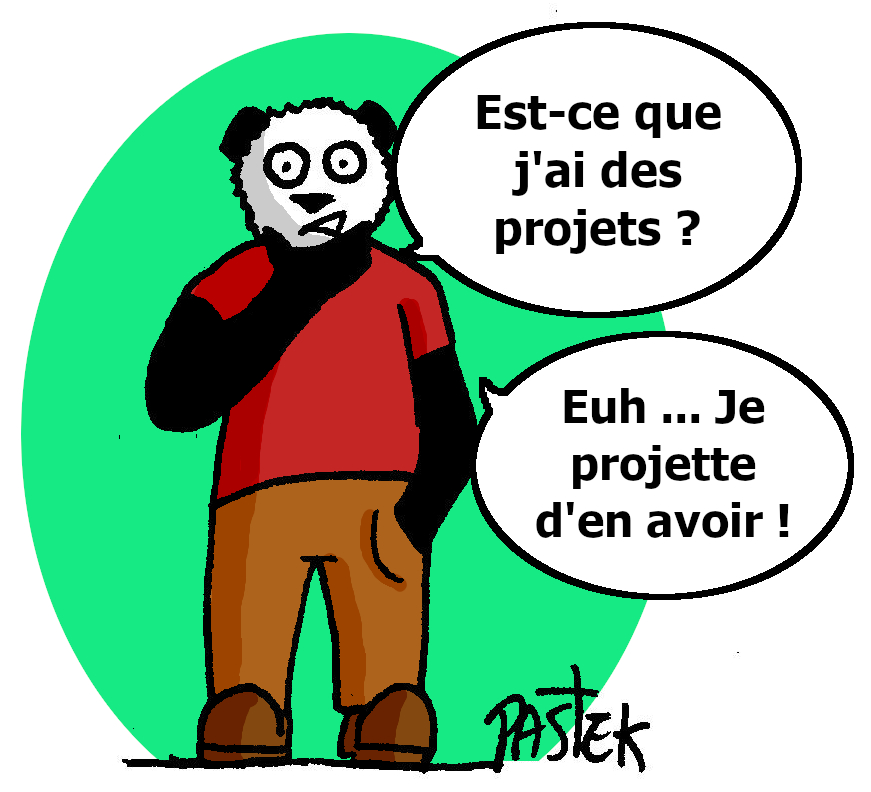 Est-ce que
j'ai des
projets ?
Euh ... Je
projette
d'en avoir !
PASTEK